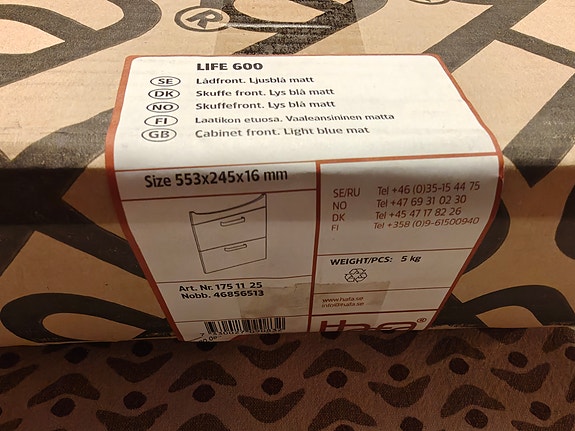 ®
LIFE 600
SE Lådfront. Ljusblå matt
DK Skuffe front. Lys blå matt
NO Skuffefront. Lys blå matt
FI Laatikon etuosa. Vaaleansininen matta
GB Cabinet front. Light blue mat
Size 553x245x16 mm
SE/RU Tel +46 (0)35-15 44 75
NO Tel +47 69 31 02 30
DK Tel +45 47 17 82 26
FI Tel +358 (0)9-61500940
WEIGHT/PCS: 5 kg
Art. Nr. 175 11 25
Nobb. 46856513
www.hafa.se
info@hafa.se
Hafa®